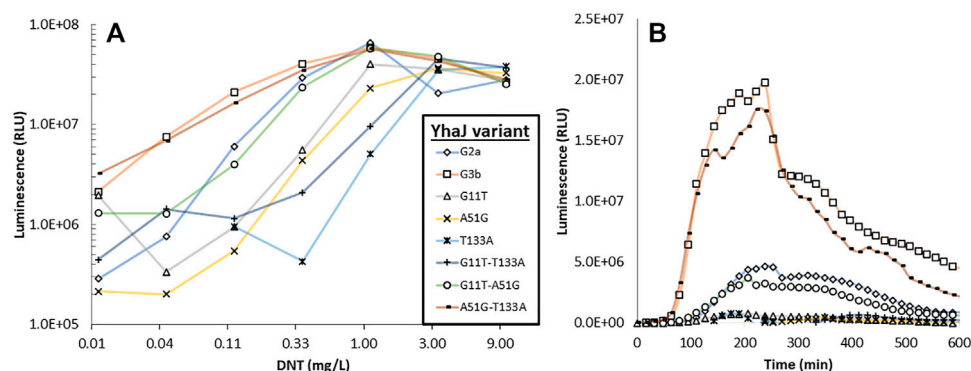 A
Luminescence (RLU)
1.0E+08
1.0E+07
1.0E+06
1.0E+05
0.01 0.04 0.11 0.33 1.00 3.00 9.00
DNT (mg/L)
YhaJ variant
G2a
G3b
G11T
A51G
T133A
G11T-T133A
G11T-A51G
A51G-T133A
B
Luminescence (RLU)
2.5E+07
2.0E+07
1.5E+07
1.0E+07
5.0E+06
0.0E+00
0 100 200 300 400 500 600
Time (min)